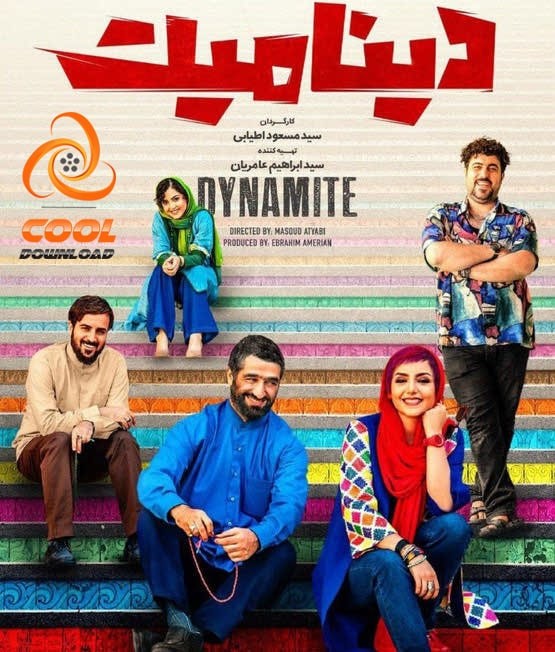 دینامیت
کارگردان
سید مسعود اطیابی
تهیه کننده
سید ابراهیم عامریان
DYNAMITE
DIRECTED BY: MASOUD ATYABI
PRODUCED BY: EBRAHIM AMERIAN
COOL
DOWNLOAD